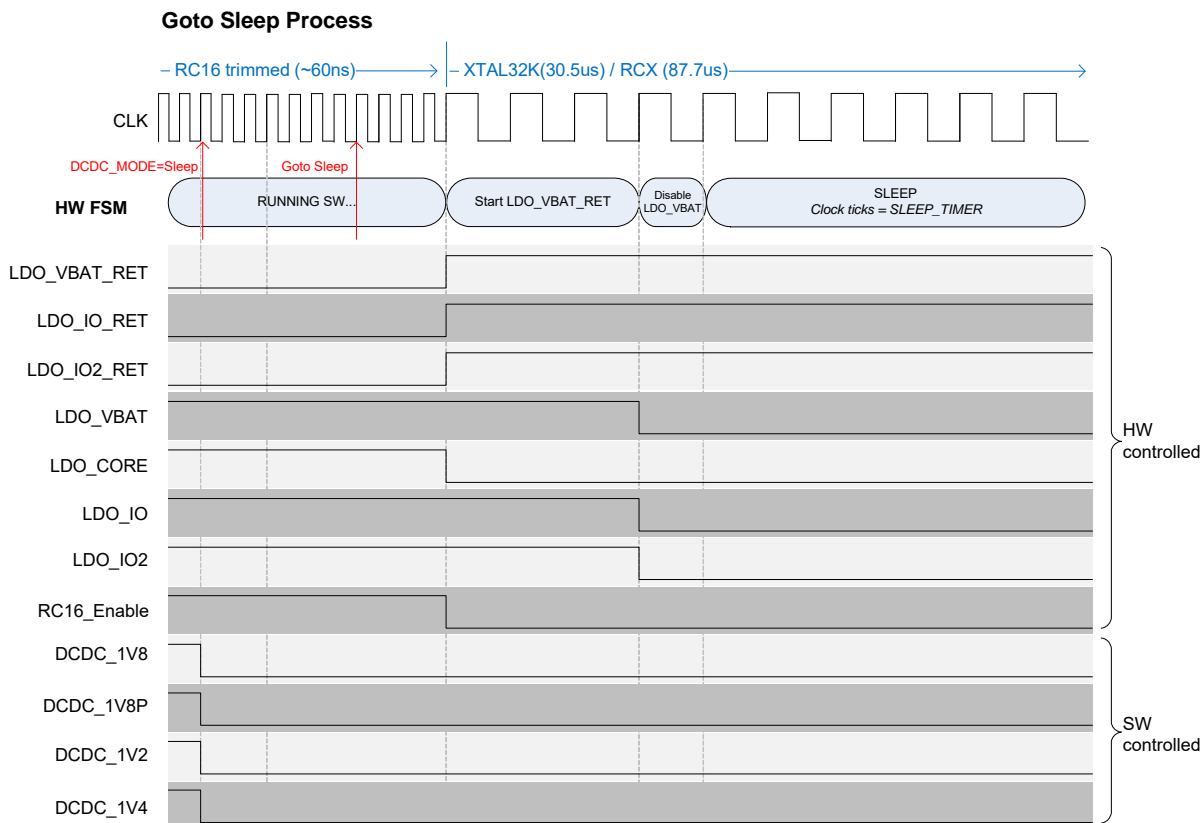 Goto Sleep Process
RC16 trimmed (~60ns)
XTAL32K(30.5us) / RCX (87.7us)
CLK
DCDC_MODE=Sleep
Goto Sleep
HW FSM
RUNNING SW...
Start LDO_VBAT_RET
Disable
LDO_VBAT
SLEEP
Clock ticks = SLEEP_TIMER
LDO_VBAT_RET
LDO_IO_RET
LDO_IO2_RET
LDO_VBAT
LDO_CORE
LDO_IO
LDO_IO2
RC16_Enable
HW
controlled
DCDC_1V8
DCDC_1V8P
DCDC_1V2
DCDC_1V4
SW
controlled